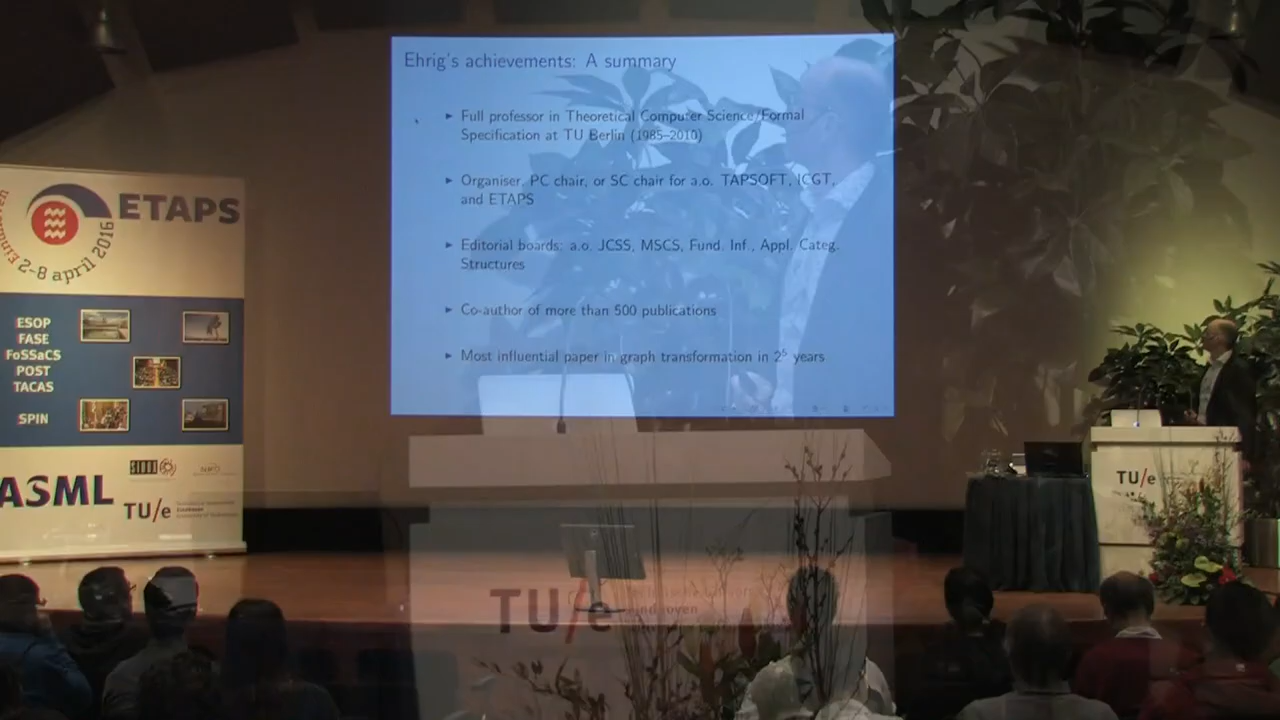 Ehrig's achievements: A summary
► Full professor in Theoretical Computer Science/Formal
Specification at TU Berlin (1985–2010)
► Organiser, PC chair, or SC chair for a.o. TAPSOFT, ICGT,
and ETAPS
► Editorial boards: a.o. JCSS, MSCS, Fund. Inf., Appl. Categ.
Structures
► Co-author of more than 500 publications
► Most influential paper in graph transformation in 2⁵ years
ETAPS
2-8 april 2016
ESOP
FASE
FoSSaCS
POST
TACAS
SPIN
ASML
TU/e
TU/e
TU/e